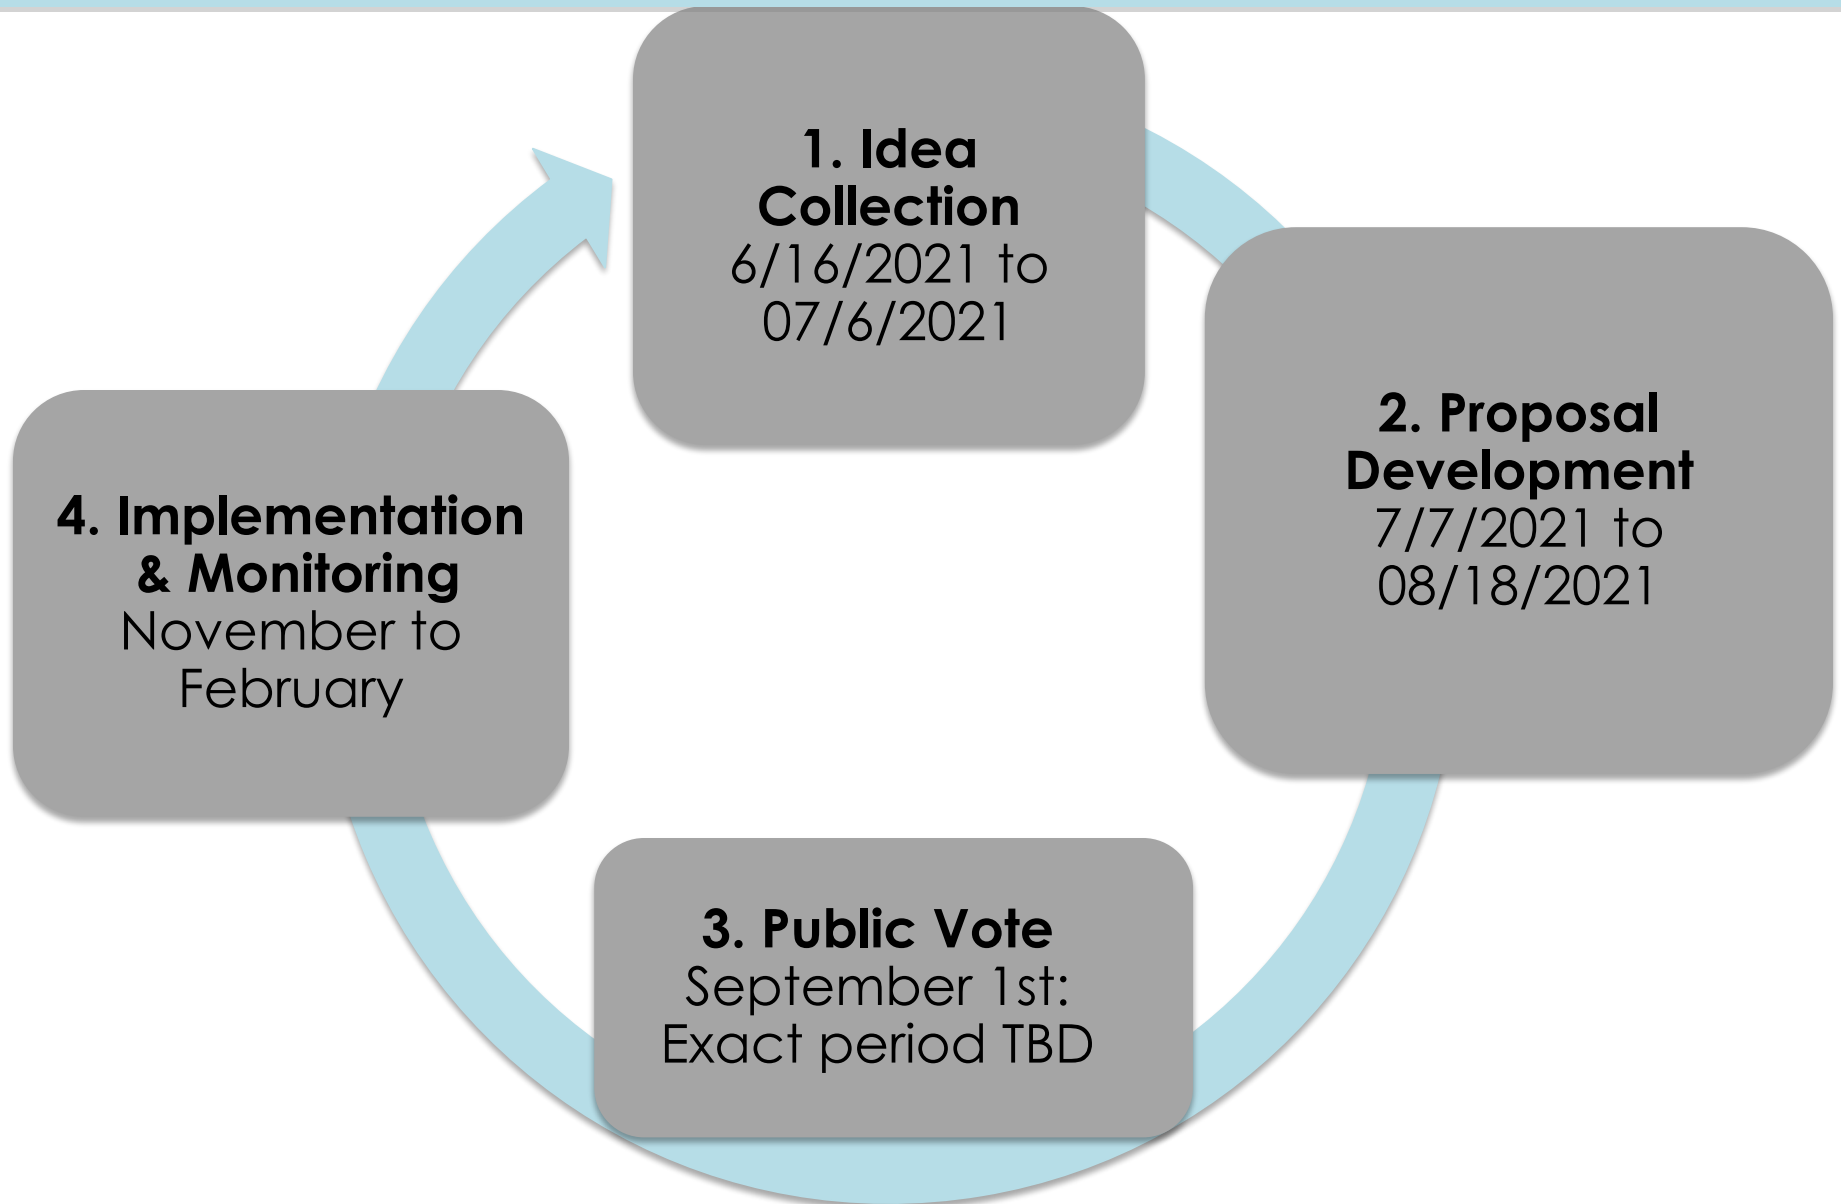 1. Idea
Collection
6/16/2021 to
07/6/2021
2. Proposal
Development
7/7/2021 to
08/18/2021
3. Public Vote
September 1st:
Exact period TBD
4. Implementation
& Monitoring
November to
February